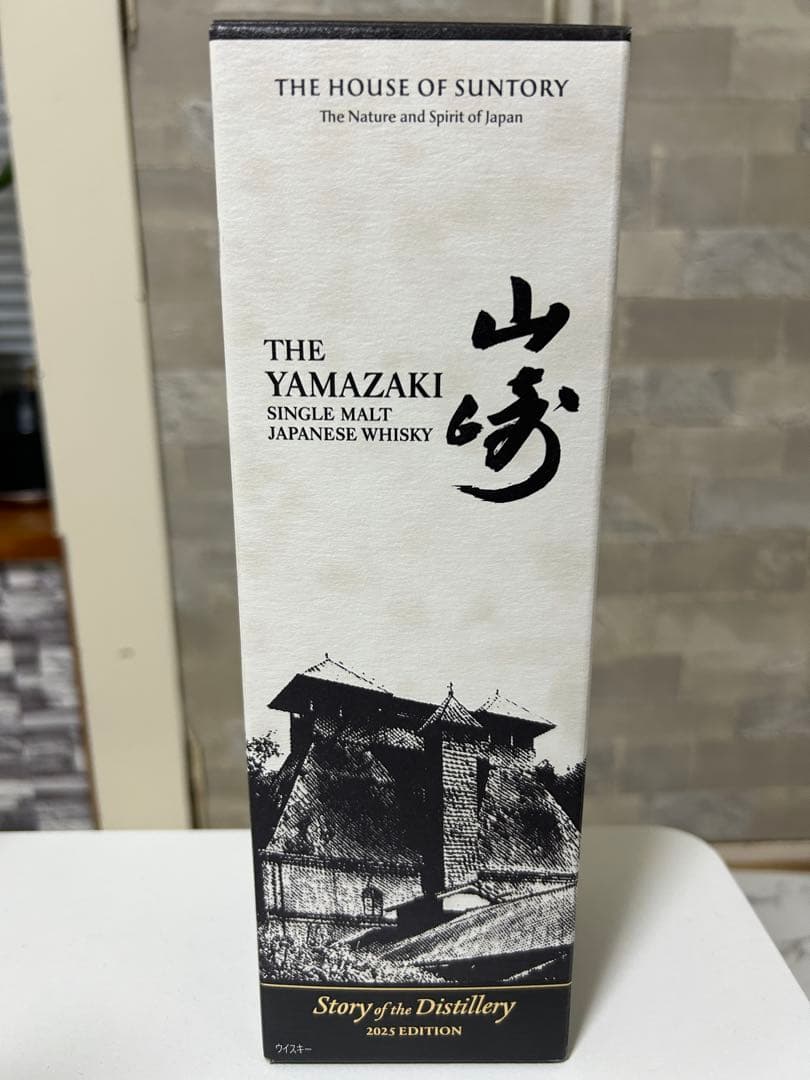 THE HOUSE OF SUNTORY
The Nature and Spirit of Japan
山崎
THE
YAMAZAKI
SINGLE MALT
JAPANESE WHISKY
Story of the Distillery
2025 EDITION
ウイスキー